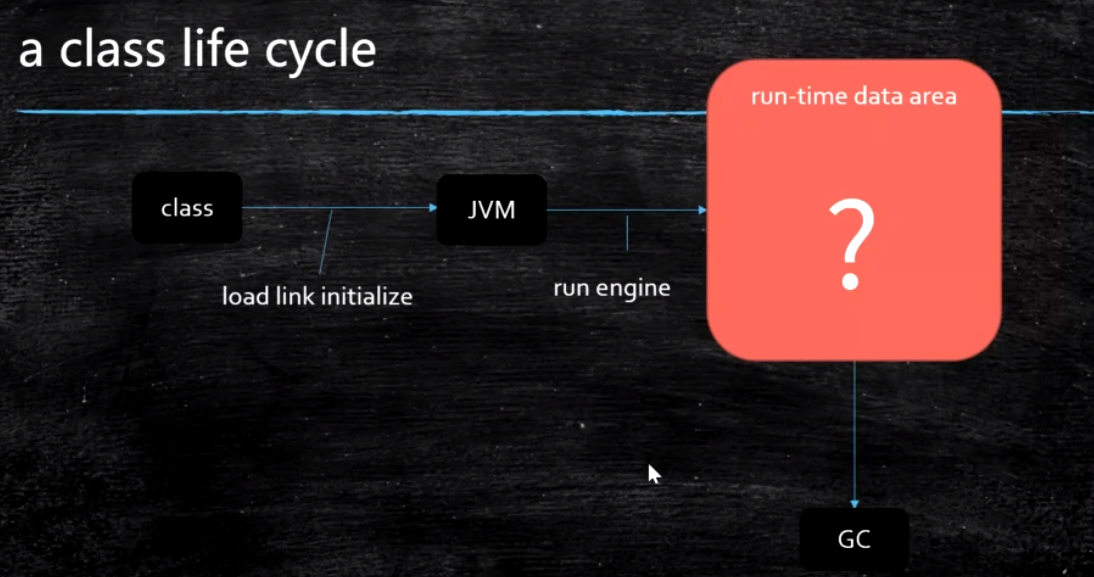 a class life cycle
run-time data area
class
JVM
?
load link initialize
run engine
GC